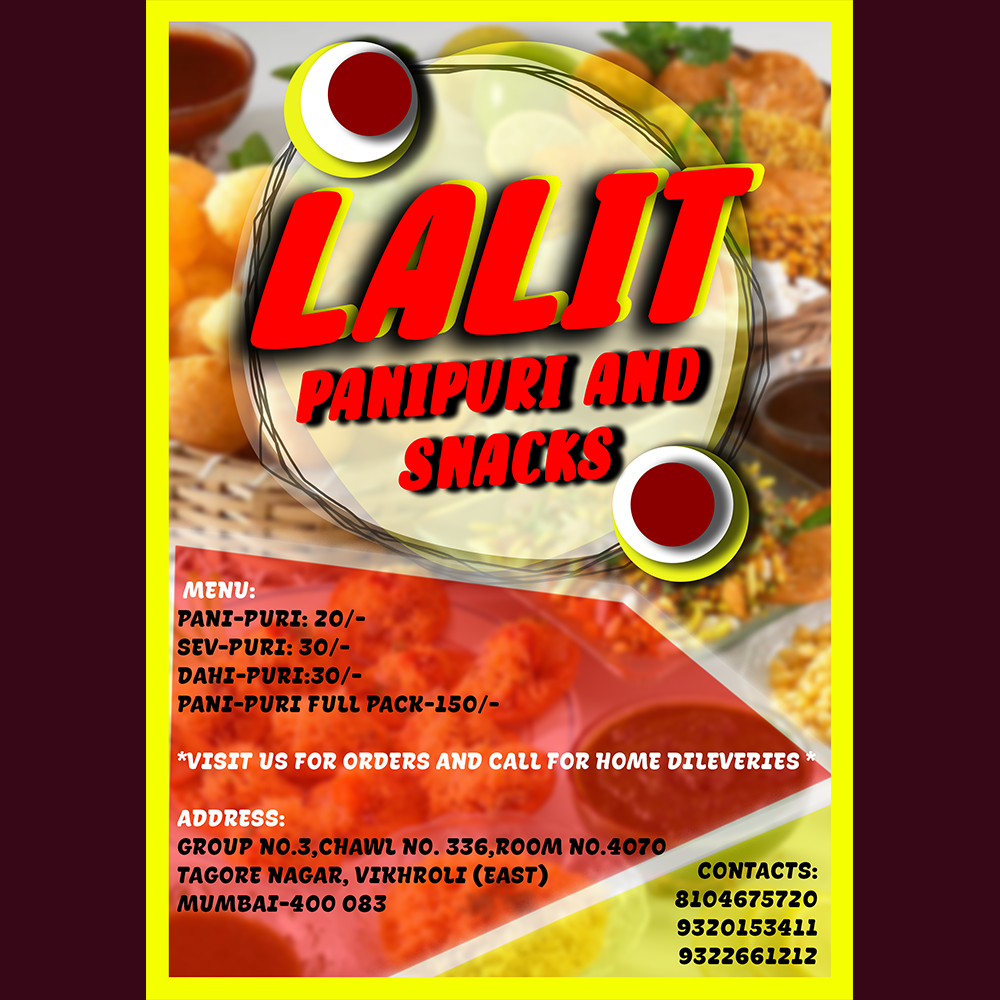 LALIT
PANIPURI AND
SNACKS
MENU:
PANI-PURI: 20/-
SEV-PURI: 30/-
DAHI-PURI:30/-
PANI-PURI FULL PACK-150/-
*VISIT US FOR ORDERS AND CALL FOR HOME DILEVERIES *
ADDRESS:
GROUP NO.3,CHAWL NO. 336,ROOM NO.4070
TAGORE NAGAR, VIKHROLI (EAST)
MUMBAI-400 083
CONTACTS:
8104675720
9320153411
9322661212